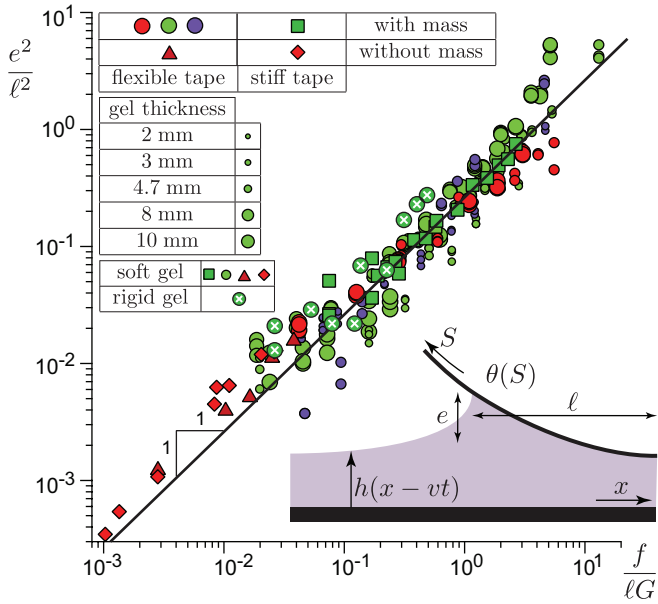 e²/ℓ²
10¹
10⁰
10⁻¹
10⁻²
10⁻³
with mass
without mass
flexible tape stiff tape
gel thickness
2 mm
3 mm
4.7 mm
8 mm
10 mm
soft gel
rigid gel
1
1
S
θ(S)
e
ℓ
h(x − vt)
x
10⁻³ 10⁻² 10⁻¹ 10⁰ 10¹
f/ℓG